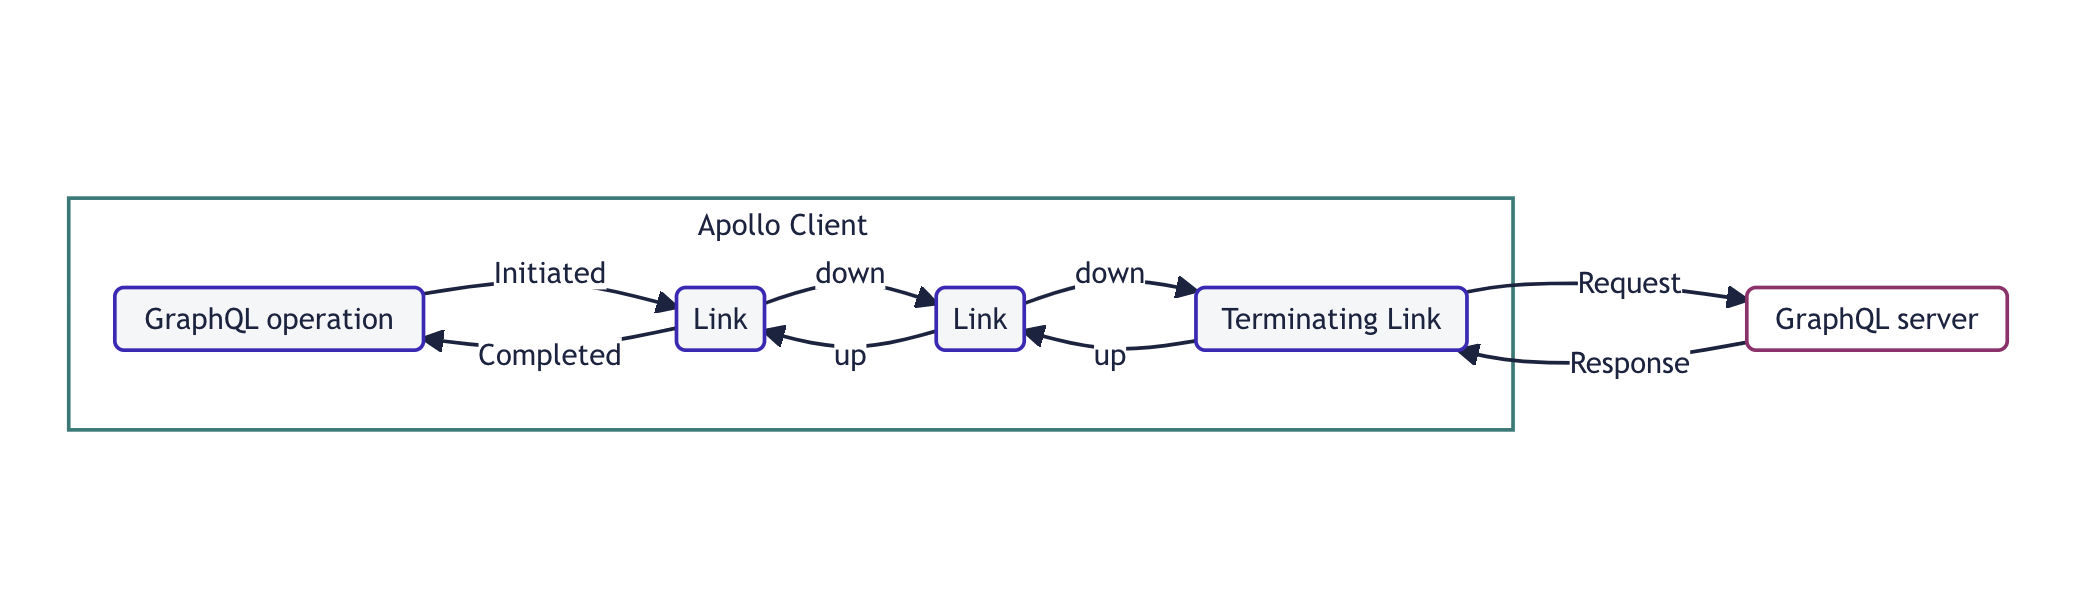 Apollo Client
Initiated
down
down
Request
GraphQL operation
Link
Link
Terminating Link
GraphQL server
Completed
up
up
Response